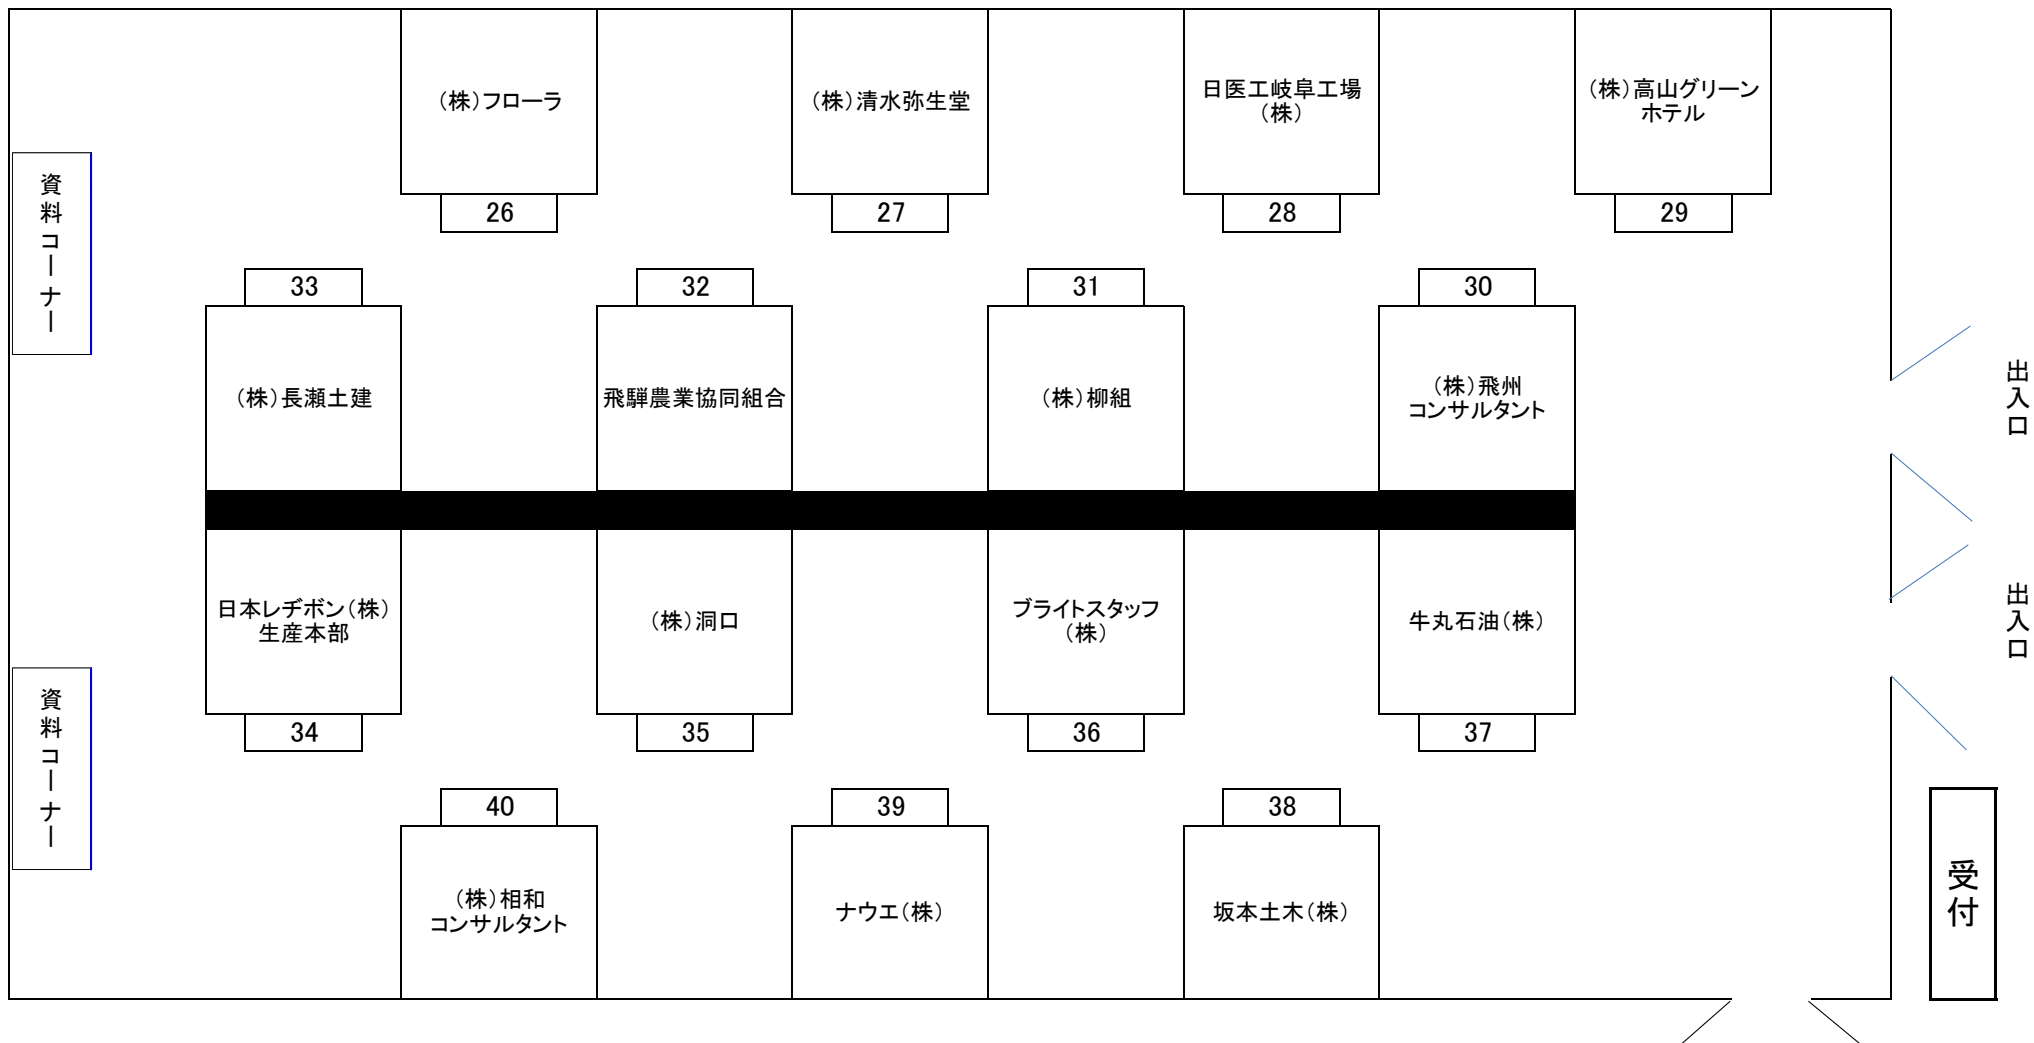 (株)フローラ
(株)清水弥生堂
日医工岐阜工場
(株)
(株)高山グリーン
ホテル
26
27
28
29
資料コーナー
33
32
31
30
(株)長瀬土建
飛騨農業協同組合
(株)柳組
(株)飛州
コンサルタント
出入口
日本レヂボン(株)
生産本部
(株)洞口
ブライトスタッフ
(株)
牛丸石油(株)
出入口
34
35
36
37
資料コーナー
40
39
38
(株)相和
コンサルタント
ナウエ(株)
坂本土木(株)
受付